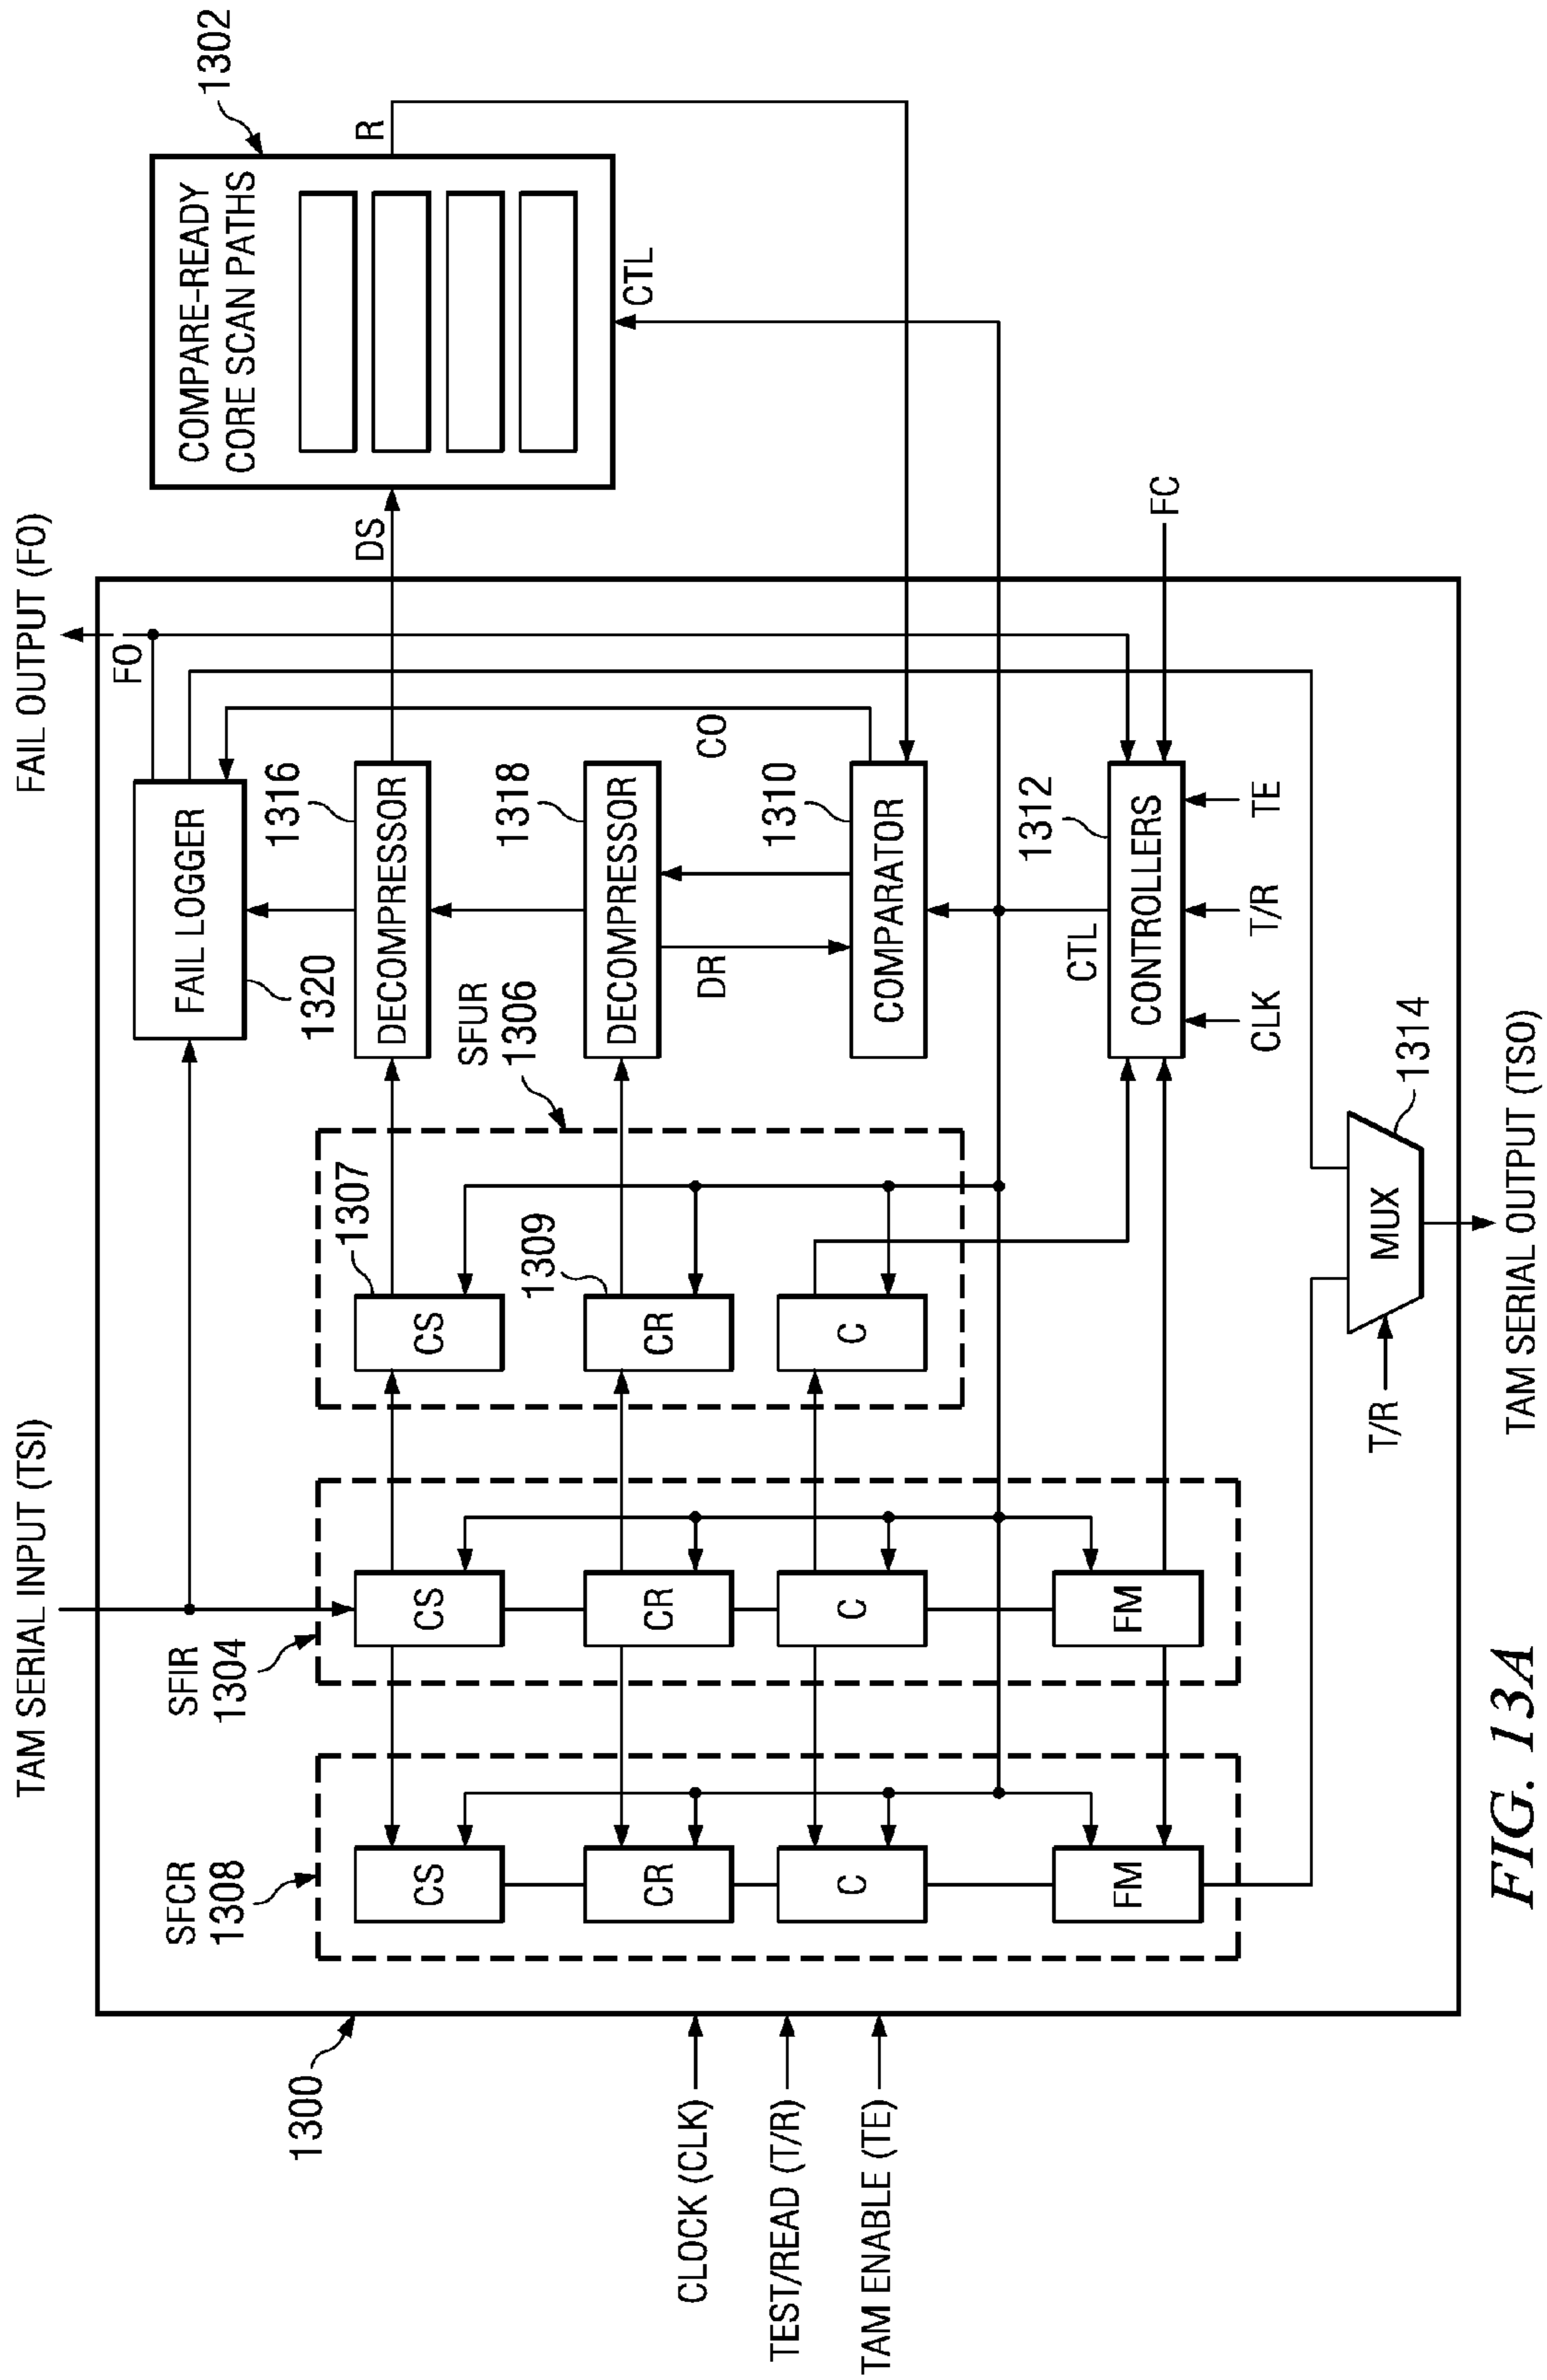 TAM SERIAL INPUT (TSI)
FAIL OUTPUT (FO)
1300
SFCR
1308
SFIR
1304
FAIL LOGGER
1320
FO
COMPARE-READY
CORE SCAN PATHS
1302
CS
CS
CS
1307
SFUR
1306
DECOMPRESSOR
1316
DS
R
CR
CR
CR
1309
DECOMPRESSOR
1318
DR
CO
CTL
C
C
C
COMPARATOR
1310
CLOCK (CLK)
TEST/READ (T/R)
TAM ENABLE (TE)
FM
FM
CTL
CONTROLLERS
1312
FC
CLK
T/R
TE
T/R
MUX
1314
TAM SERIAL OUTPUT (TSO)
FIG. 13A